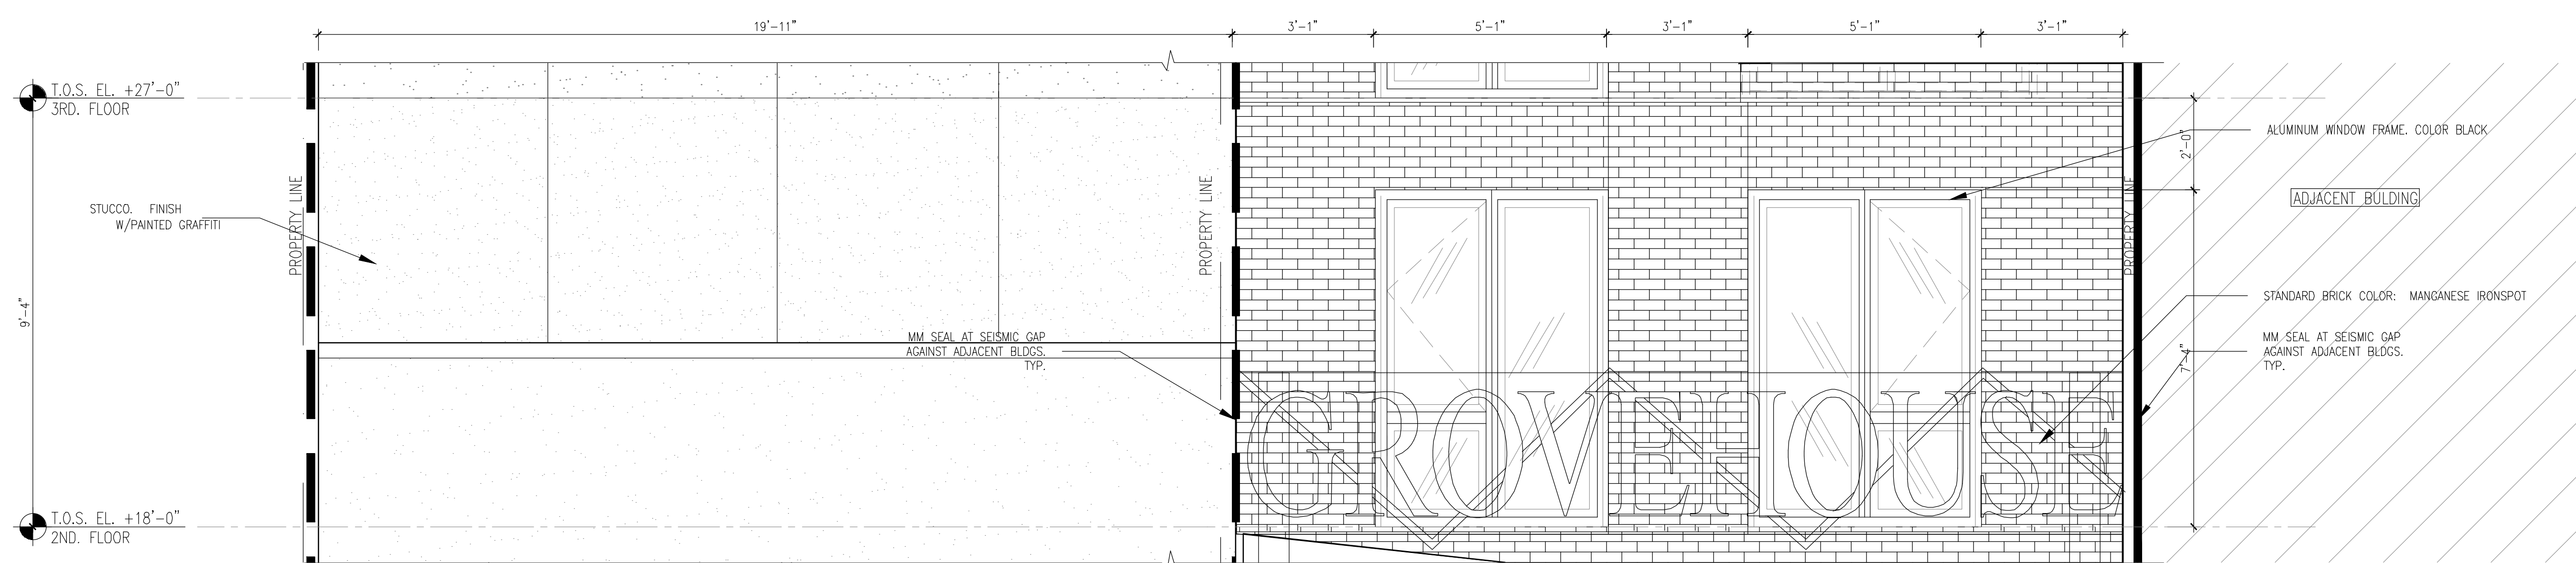 19'-11"
3'-1"
5'-1"
3'-1"
5'-1"
3'-1"
T.O.S. EL. +27'-0"
3RD. FLOOR
ALUMINUM WINDOW FRAME. COLOR BLACK
2'-0"
PROPERTY LINE
PROPERTY LINE
PROPERTY LINE
ADJACENT BULDING
STUCCO. FINISH
W/PAINTED GRAFFITI
9'-4"
STANDARD BRICK COLOR: MANGANESE IRONSPOT
MM SEAL AT SEISMIC GAP
AGAINST ADJACENT BLDGS.
TYP.
MM SEAL AT SEISMIC GAP
AGAINST ADJACENT BLDGS.
TYP.
7'-4"
GROVE HOUSE
T.O.S. EL. +18'-0"
2ND. FLOOR